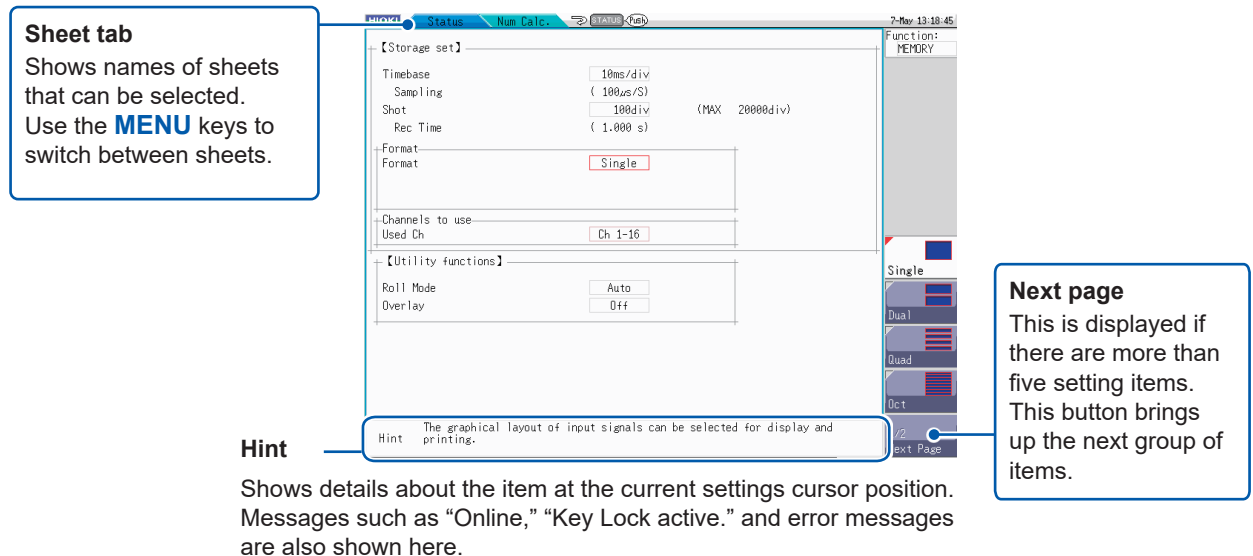 Sheet tab
Shows names of sheets
that can be selected.
Use the MENU keys to
switch between sheets.
HIOKI Status Num Calc. STATUS Push 7-May 13:18:45
Function:
MEMORY
【Storage set】
Timebase 10ms/div
Sampling ( 100µs/S)
Shot 100div (MAX 20000div)
Rec Time ( 1.000 s)
Format
Format Single
Channels to use
Used Ch Ch 1-16
【Utility functions】
Roll Mode Auto
Overlay Off
Single
Dual
Quad
Oct
/2
ext Page
Hint The graphical layout of input signals can be selected for display and
printing.
Next page
This is displayed if
there are more than
five setting items.
This button brings
up the next group of
items.
Hint
Shows details about the item at the current settings cursor position.
Messages such as “Online,” “Key Lock active.” and error messages
are also shown here.